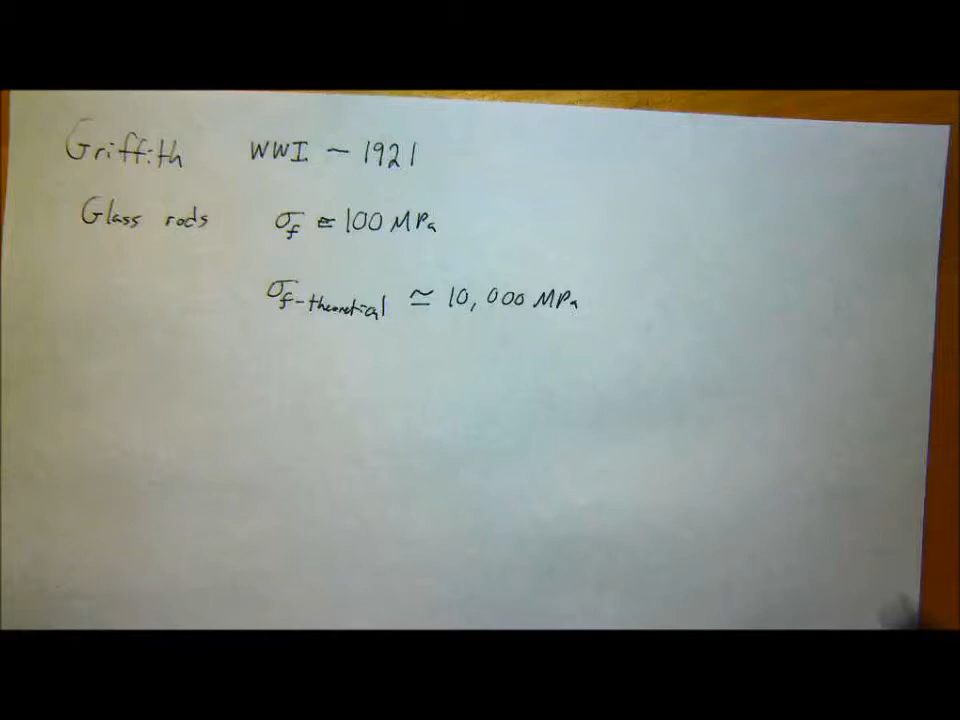 Griffith WWI ~ 1921
Glass rods σf ≅ 100 MPa
σf-theoretical ≃ 10,000 MPa